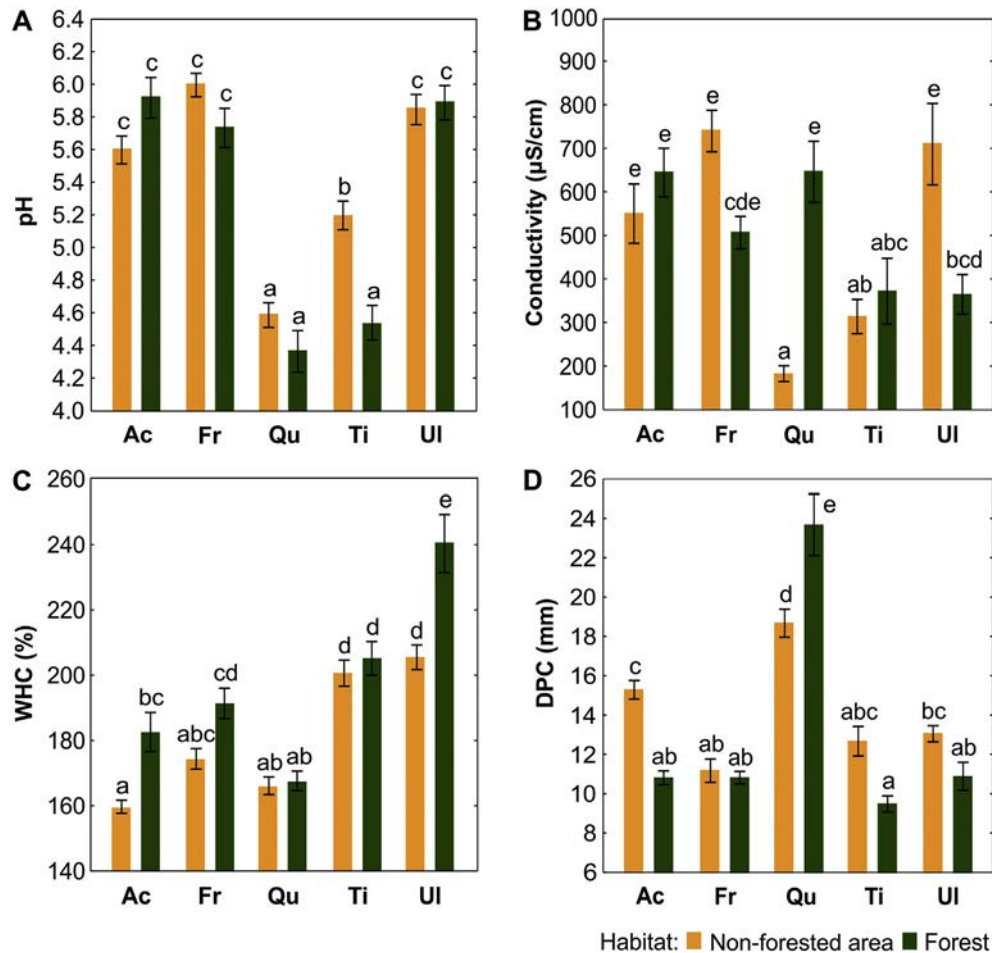 A
pH
6.4
6.2
6.0
5.8
5.6
5.4
5.2
5.0
4.8
4.6
4.4
4.2
4.0
c c c c a a b a c c
Ac Fr Qu Ti Ul
B
Conductivity (µS/cm)
1000
900
800
700
600
500
400
300
200
100
e e e cde a e ab abc e bcd
Ac Fr Qu Ti Ul
C
WHC (%)
260
240
220
200
180
160
140
a bc abc cd ab ab d d d e
Ac Fr Qu Ti Ul
D
DPC (mm)
26
24
22
20
18
16
14
12
10
8
6
c ab ab ab d e abc a bc ab
Ac Fr Qu Ti Ul
Habitat: Non-forested area Forest